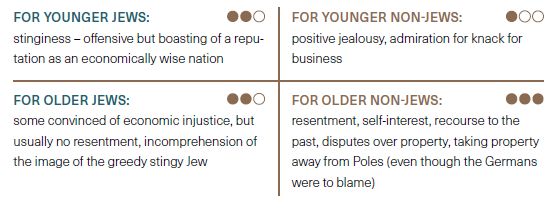 FOR YOUNGER JEWS:
stinginess – offensive but boasting of a repu-
tation as an economically wise nation
FOR YOUNGER NON-JEWS:
positive jealousy, admiration for knack for
business
FOR OLDER JEWS:
some convinced of economic injustice, but
usually no resentment, incomprehension of
the image of the greedy stingy Jew
FOR OLDER NON-JEWS:
resentment, self-interest, recourse to the
past, disputes over property, taking property
away from Poles (even though the Germans
were to blame)